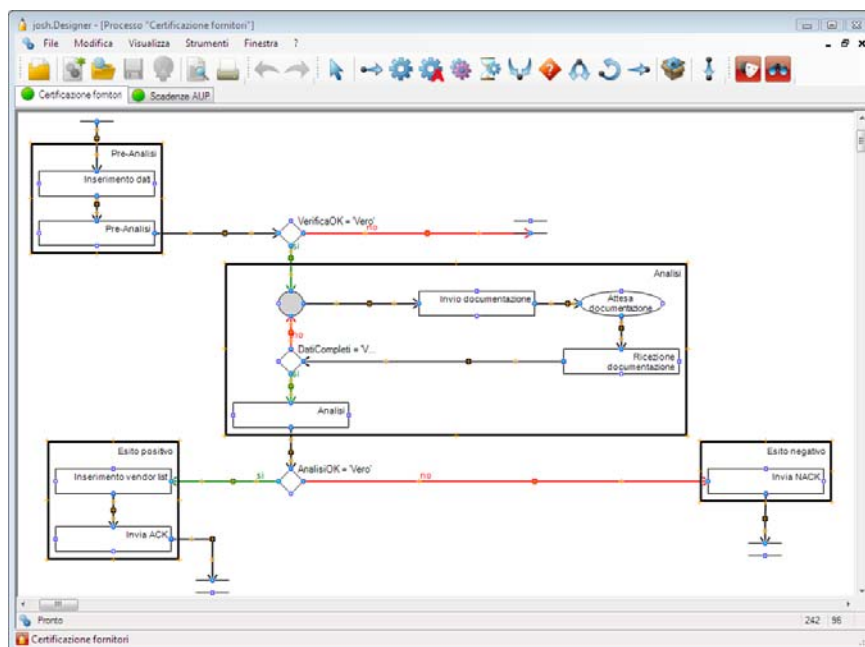 josh.Designer - [Processo "Certificazione fornitori"]
File Modifica Visualizza Strumenti Finestra ?
Certificazione fornitori Scadenze AUP
Pre-Analisi
Inserimento dati
Pre-Analisi
VerificaOK = 'Vero'
no
si
Analisi
Invio documentazione
Attesa
documentazione
no
DatiCompleti = 'V...
Ricezione
documentazione
si
Analisi
Esito positivo
Esito negativo
AnalisiOK = 'Vero'
Inserimento vendor list
si
no
Invia NACK
Invia ACK
Pronto
242 96
Certificazione fornitori